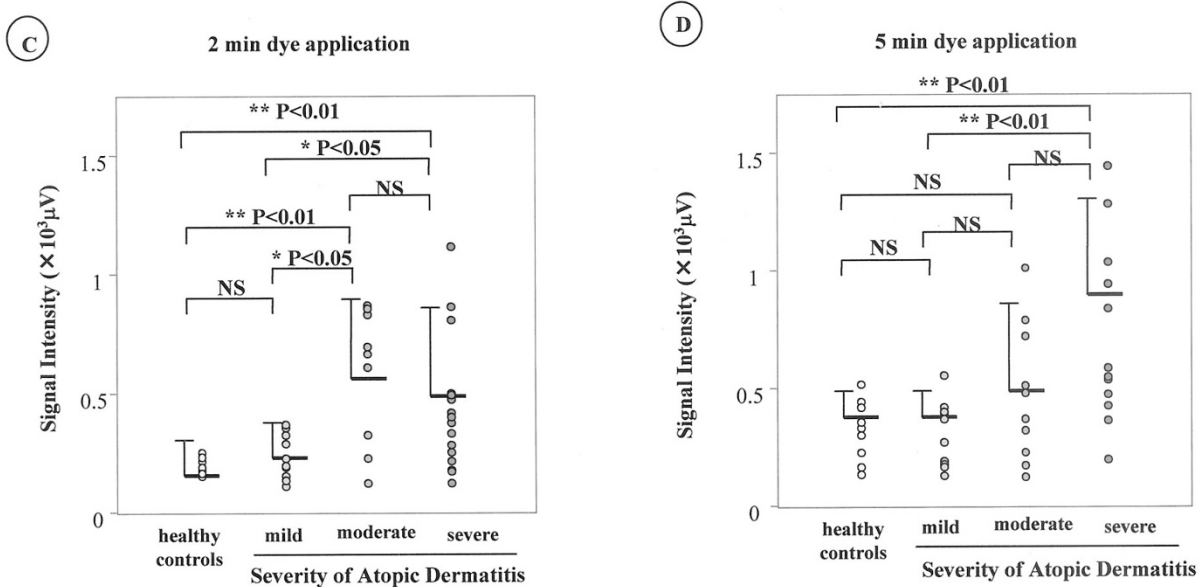 C
2 min dye application
** P<0.01
* P<0.05
NS
** P<0.01
* P<0.05
NS
Signal Intensity (×10³μV)
1.5
1
0.5
0
healthy controls
mild
moderate
severe
Severity of Atopic Dermatitis
D
5 min dye application
** P<0.01
** P<0.01
NS
NS
NS
NS
Signal Intensity (×10³μV)
1.5
1
0.5
0
healthy controls
mild
moderate
severe
Severity of Atopic Dermatitis